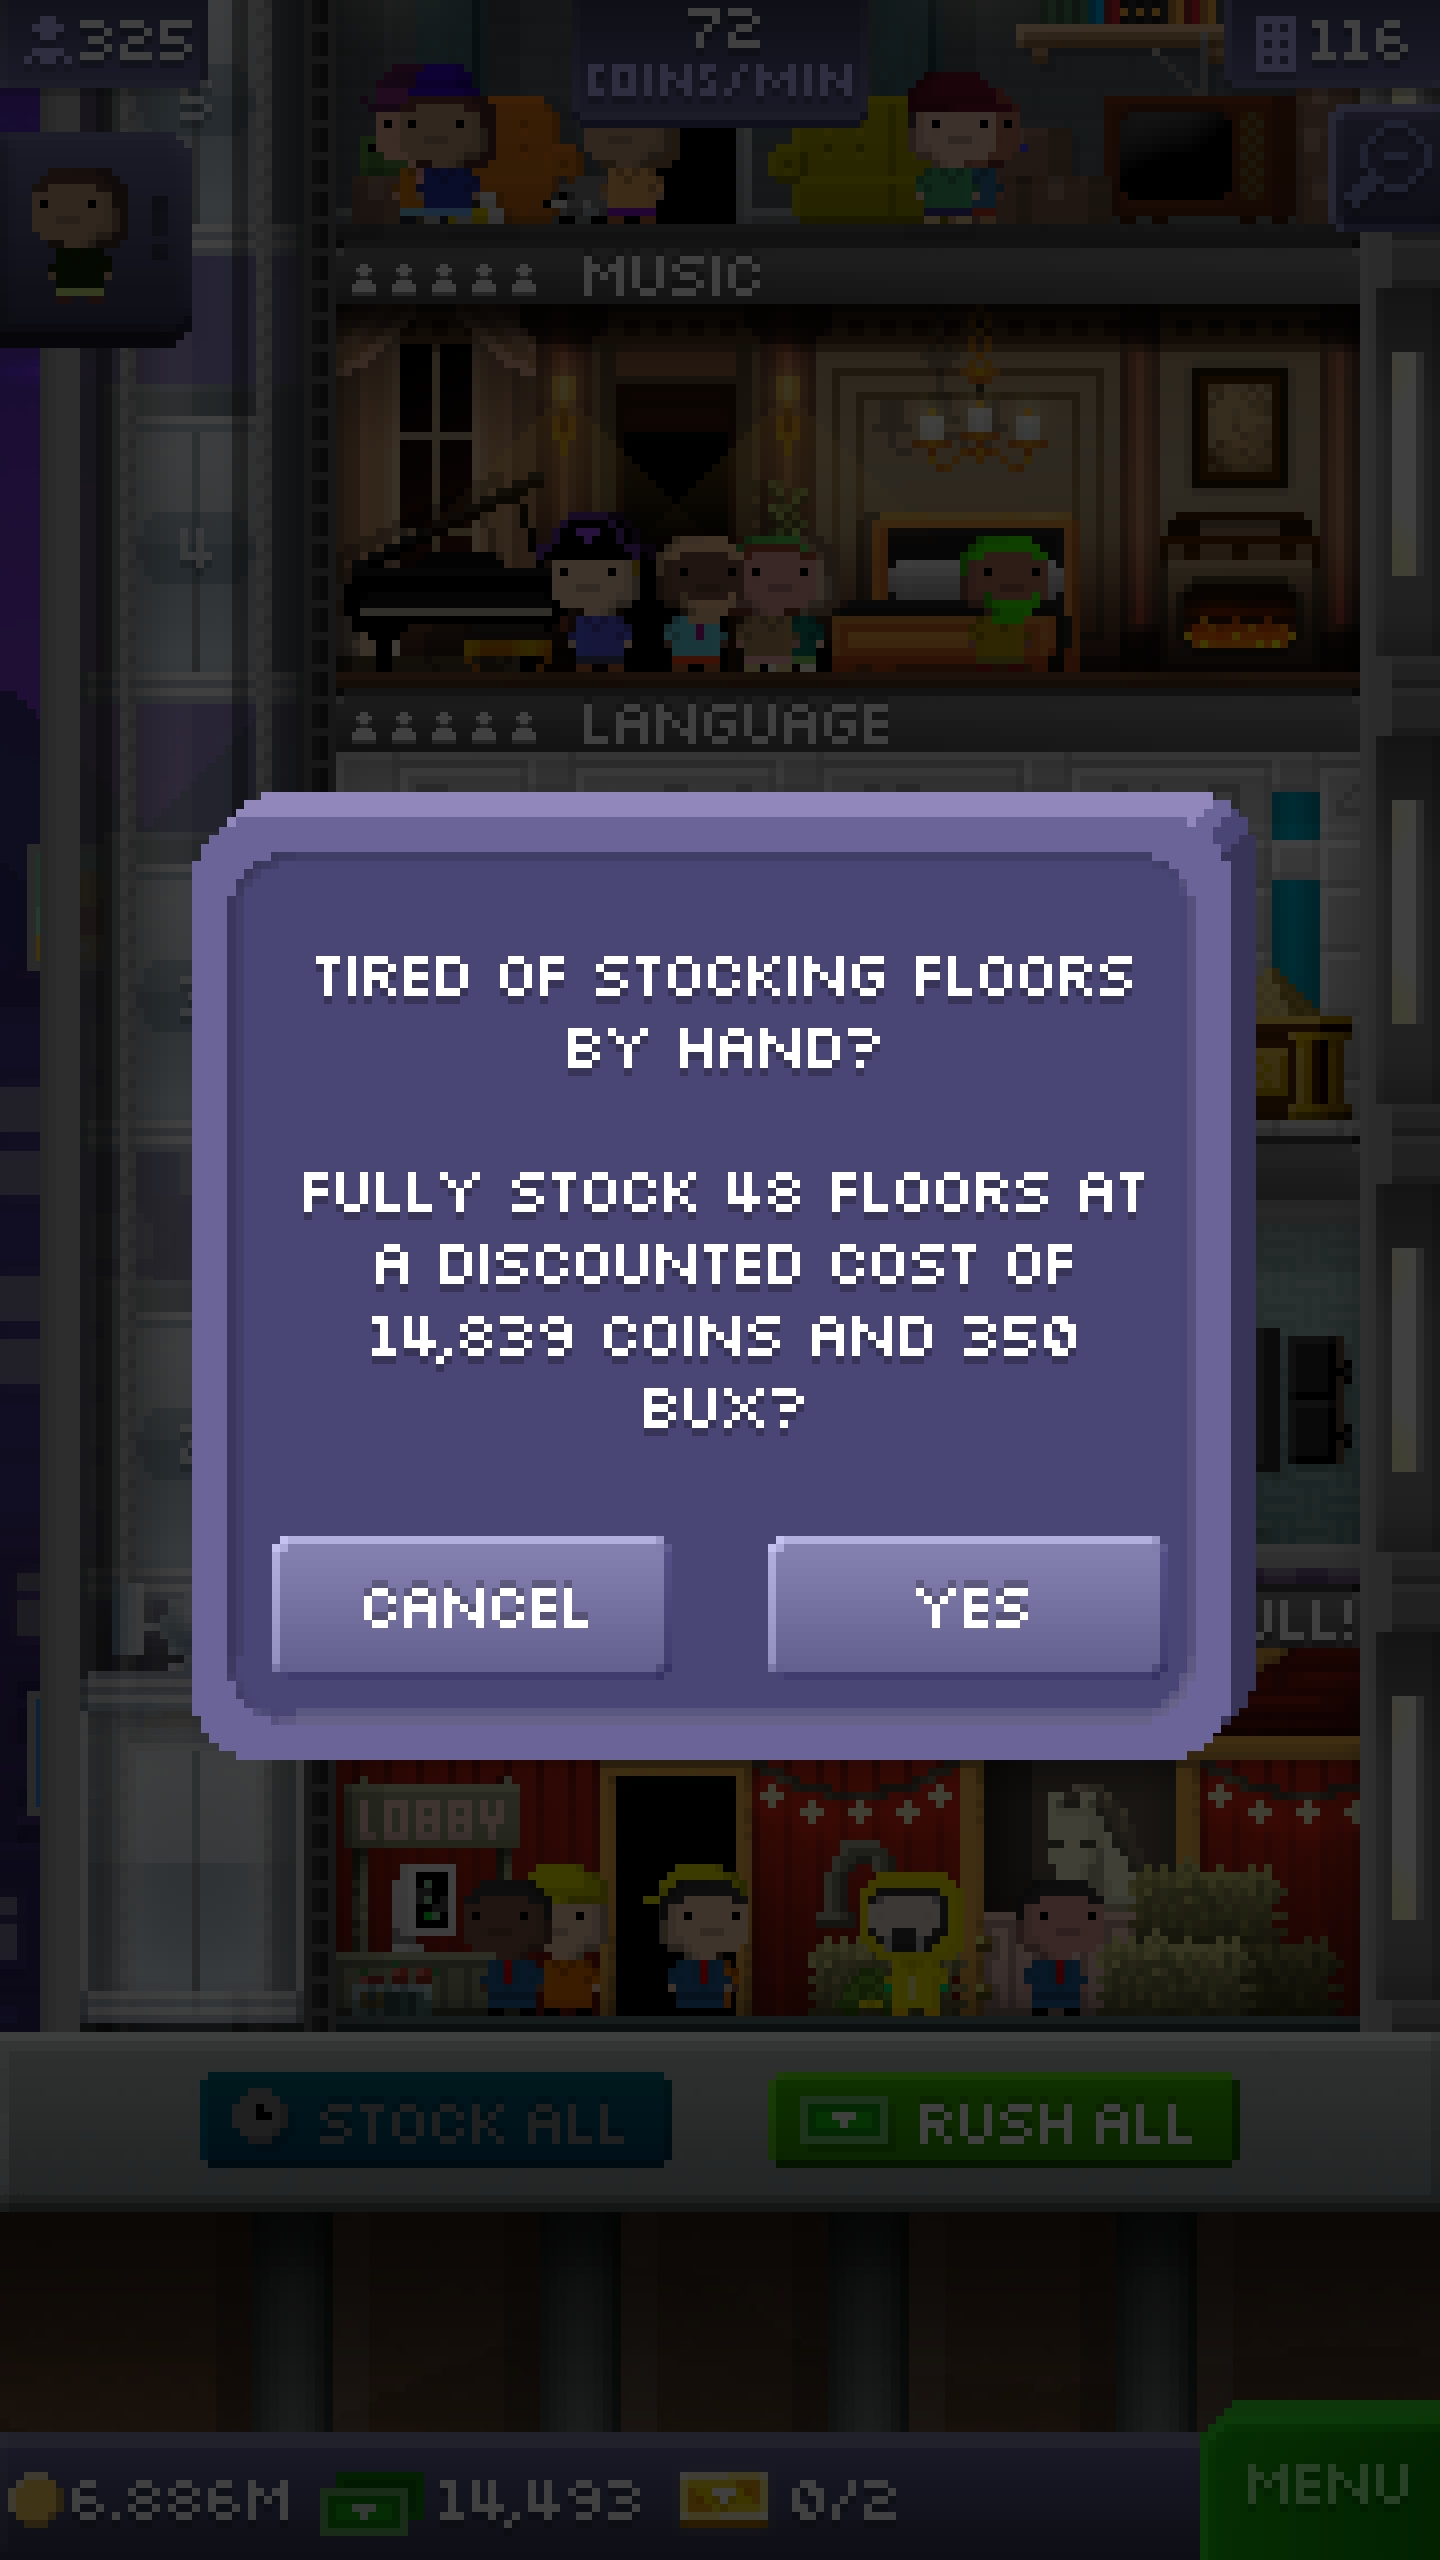 325
72
COINS/MIN
116
5
MUSIC
4
LANGUAGE
TIRED OF STOCKING FLOORS
BY HAND?
FULLY STOCK 48 FLOORS AT
A DISCOUNTED COST OF
14,839 COINS AND 350
BUX?
CANCEL
YES
LOBBY
STOCK ALL
RUSH ALL
6.886M
14,493
0/2
MENU